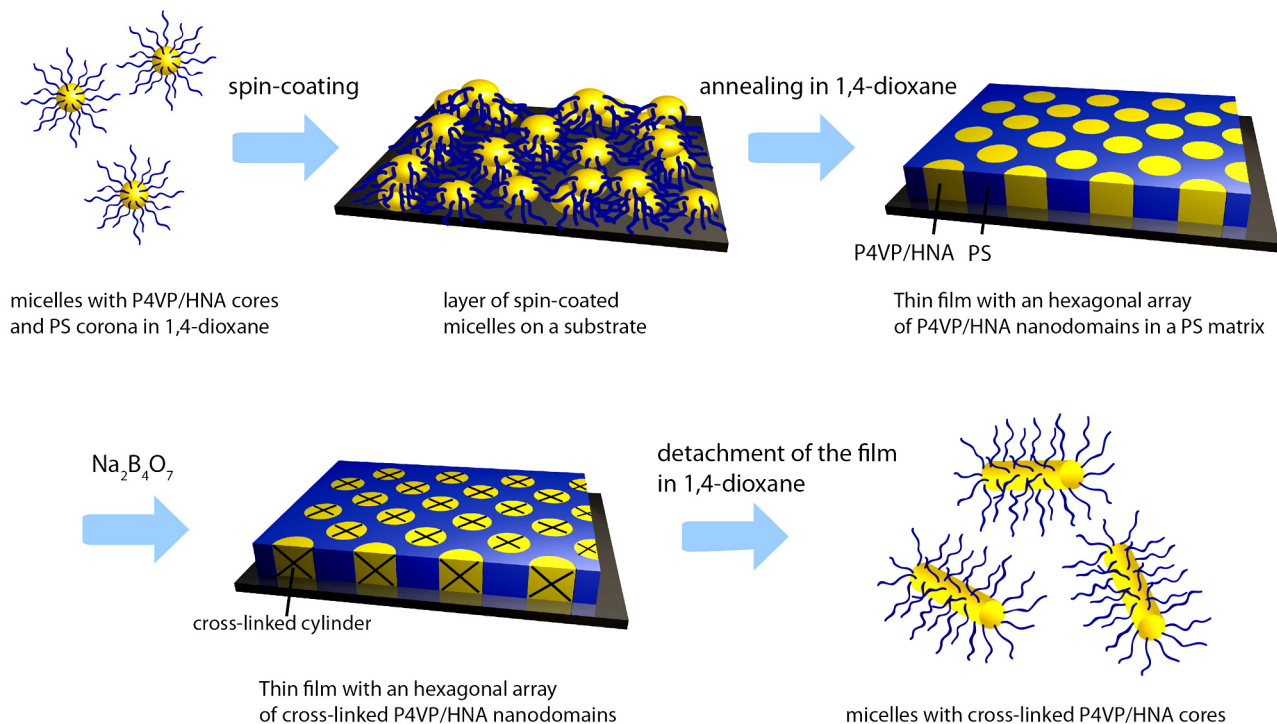 spin-coating
annealing in 1,4-dioxane
P4VP/HNA PS
micelles with P4VP/HNA cores
and PS corona in 1,4-dioxane
layer of spin-coated
micelles on a substrate
Thin film with an hexagonal array
of P4VP/HNA nanodomains in a PS matrix
Na₂B₄O₇
detachment of the film
in 1,4-dioxane
cross-linked cylinder
Thin film with an hexagonal array
of cross-linked P4VP/HNA nanodomains
micelles with cross-linked P4VP/HNA cores